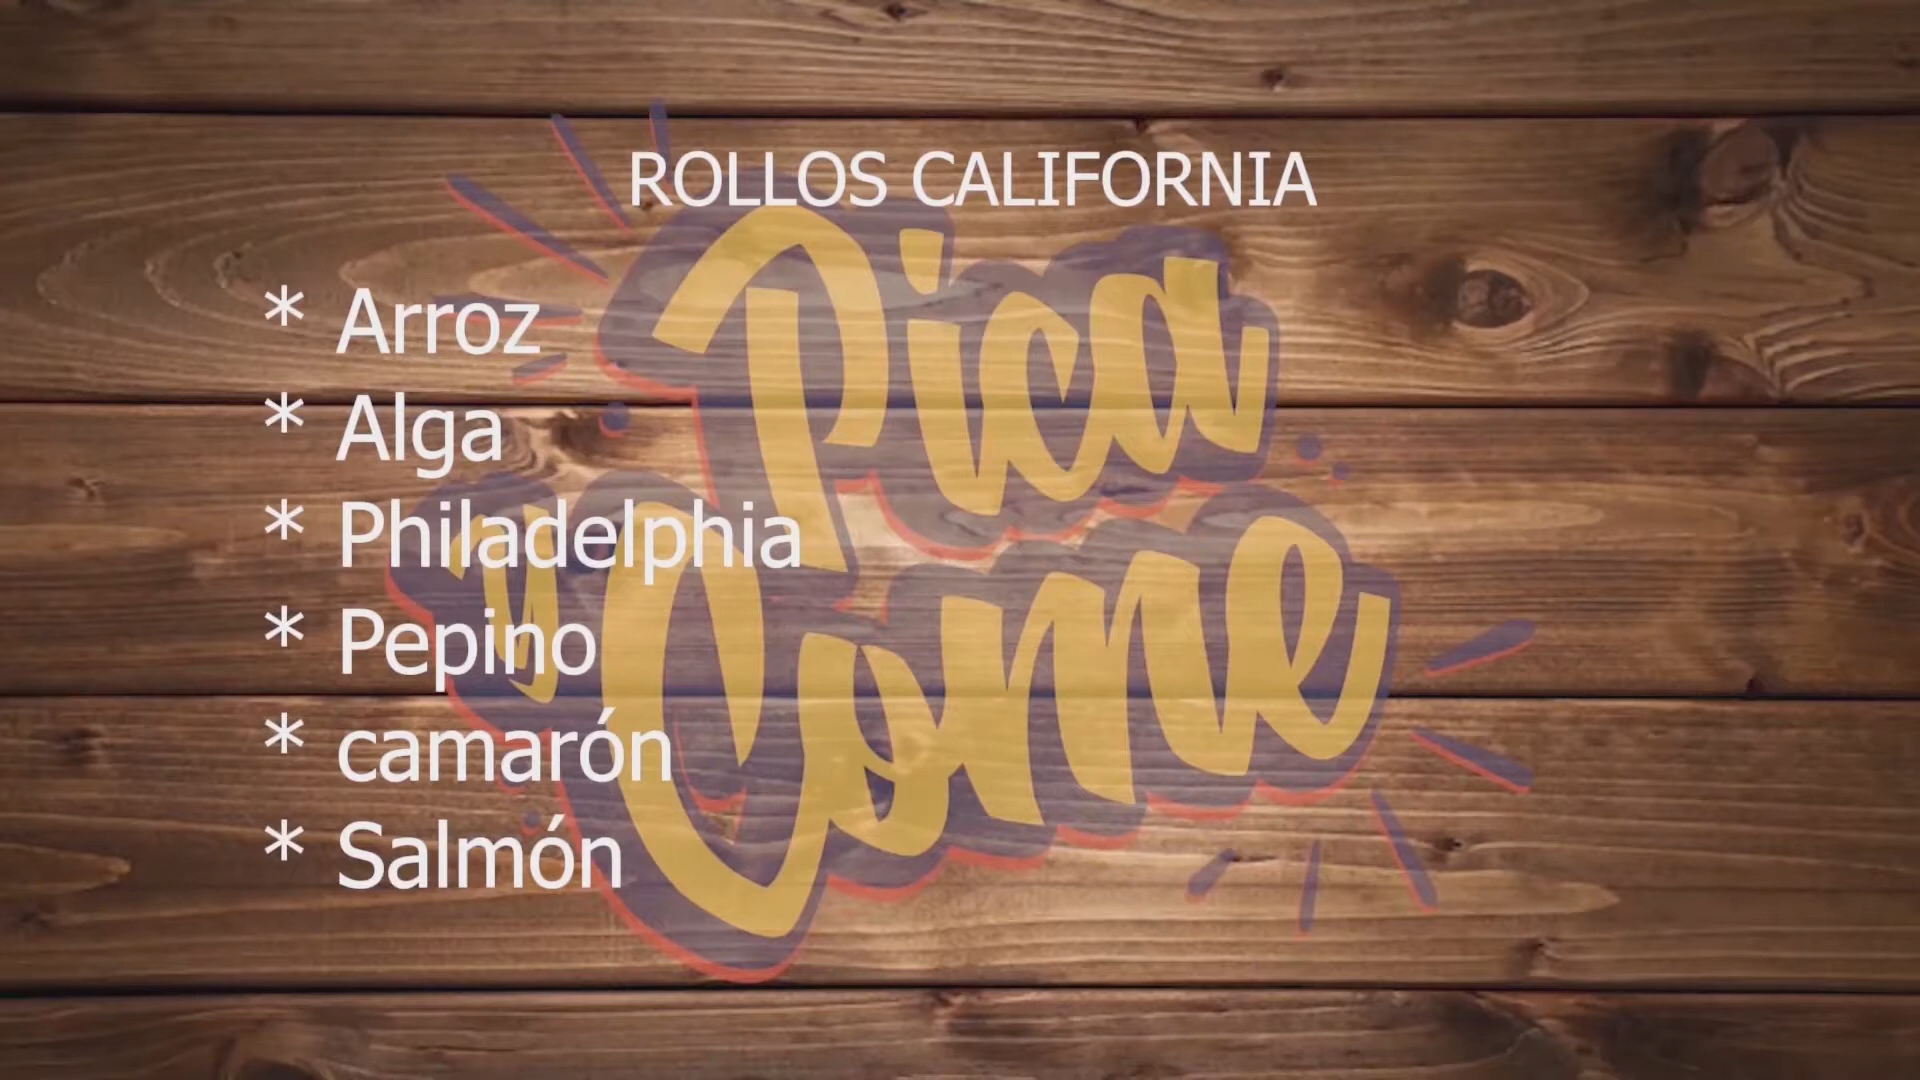 ROLLOS CALIFORNIA
Pica
y Come
* Arroz
* Alga
* Philadelphia
* Pepino
* camarón
* Salmón